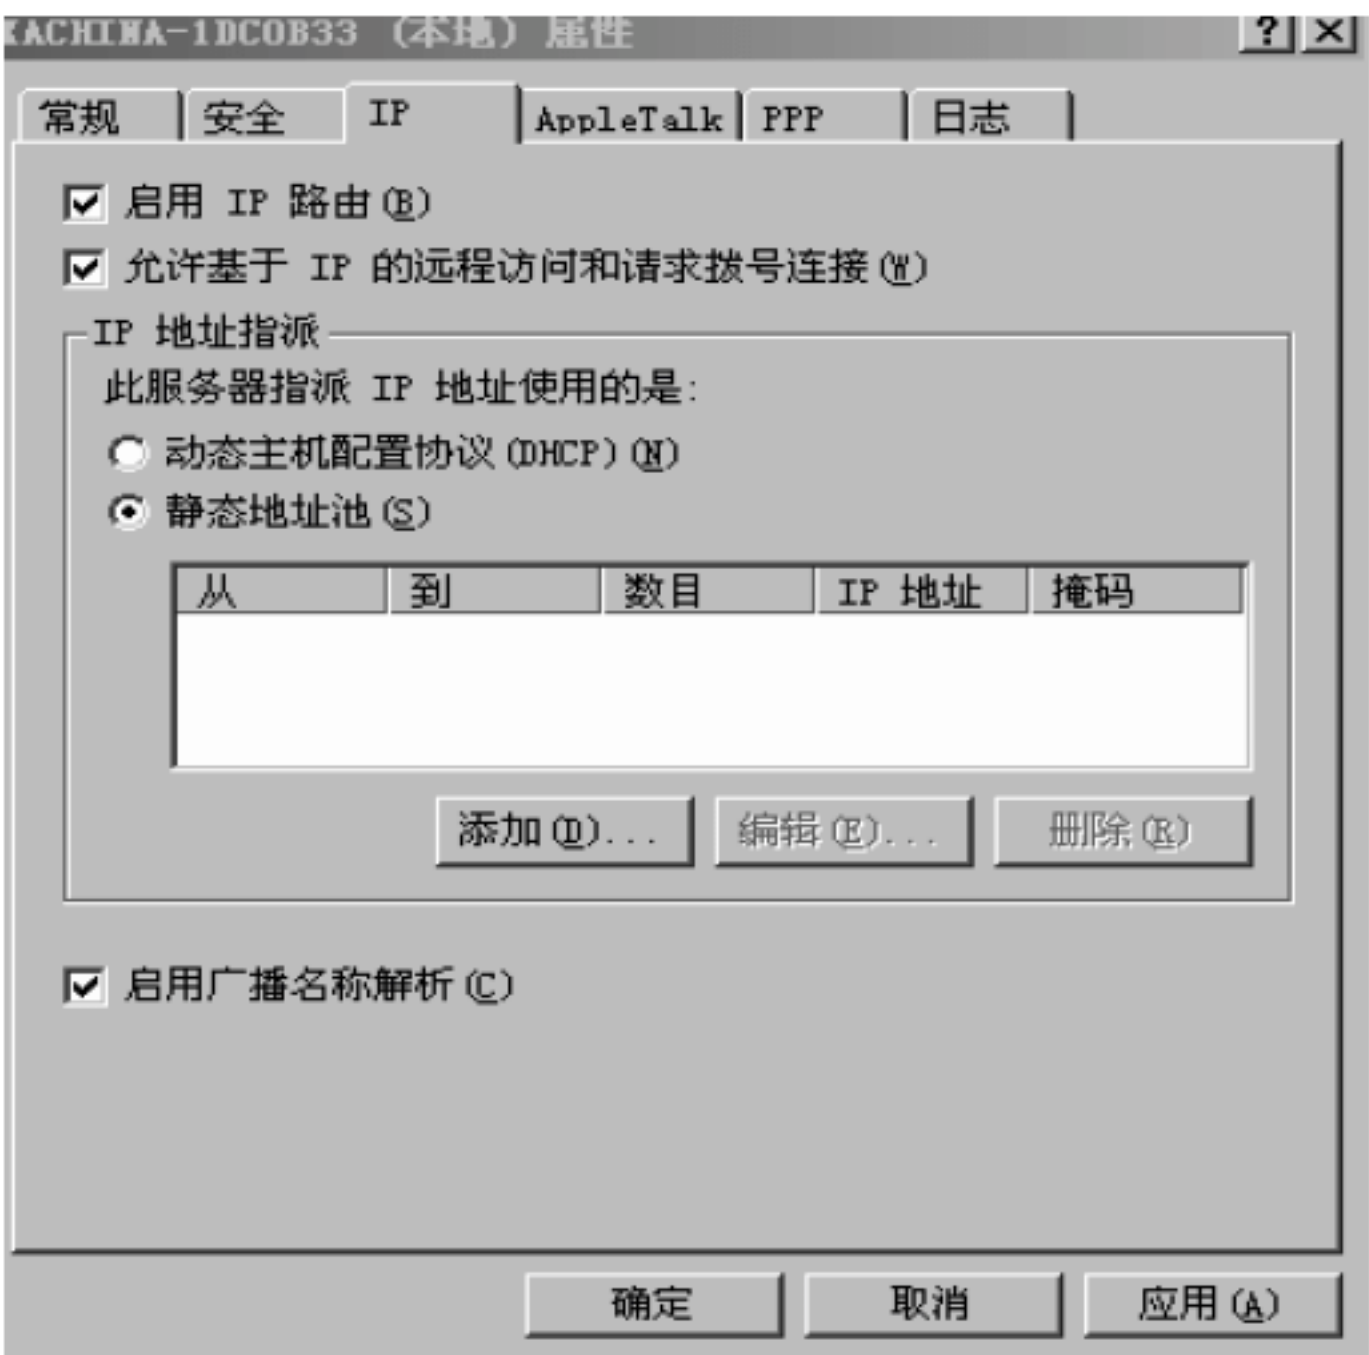 KACHINA-1DCOB33 (本地) 属性
常规 安全 IP AppleTalk PPP 日志
启用 IP 路由(B)
允许基于 IP 的远程访问和请求拨号连接(W)
IP 地址指派
此服务器指派 IP 地址使用的是:
动态主机配置协议(DHCP)(N)
静态地址池(S)
从 到 数目 IP 地址 掩码
添加(D)... 编辑(E)... 删除(R)
启用广播名称解析(C)
确定 取消 应用(A)